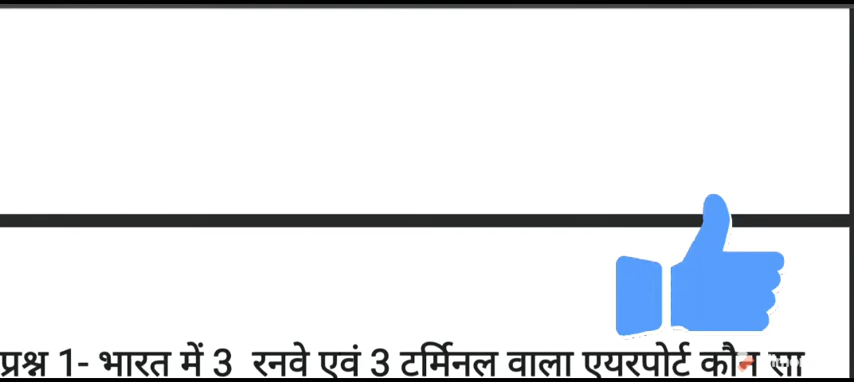 प्रश्न 1- भारत में 3 रनवे एवं 3 टर्मिनल वाला एयरपोर्ट कौन सा